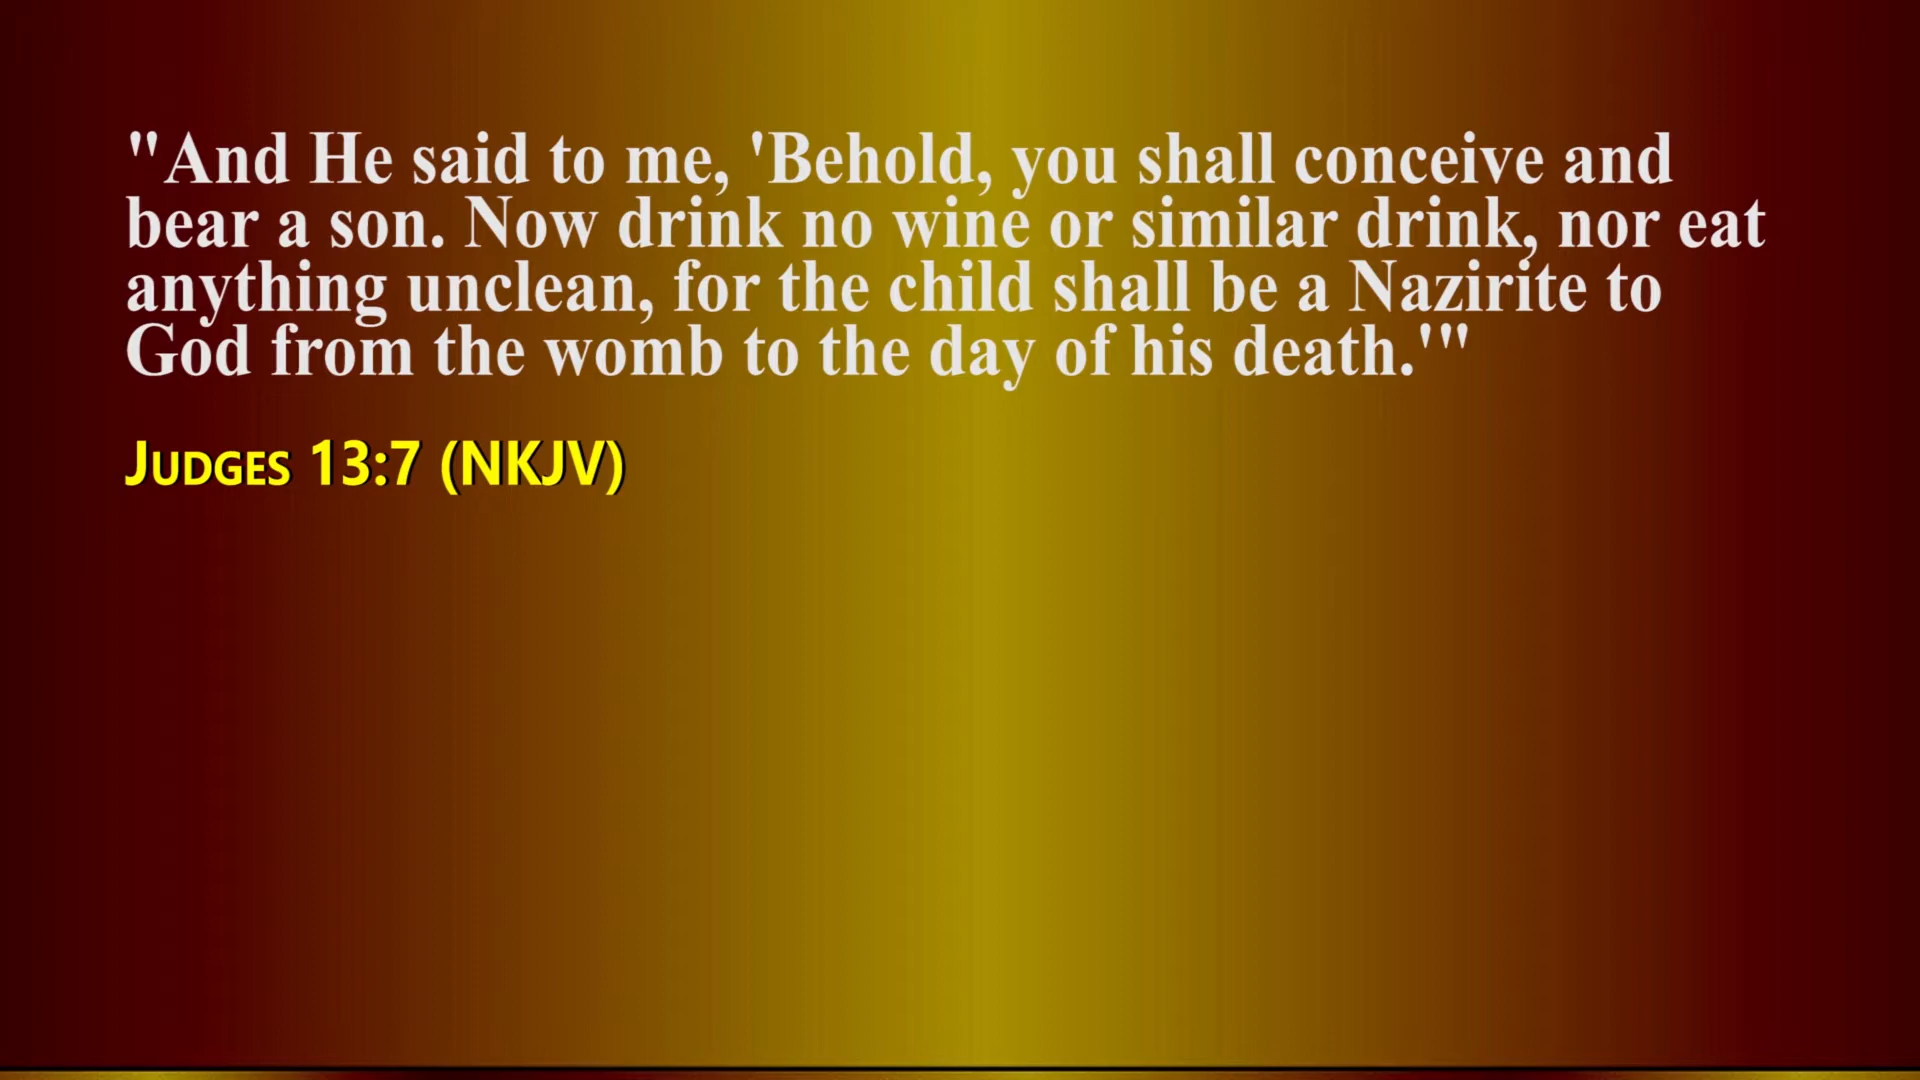 "And He said to me, 'Behold, you shall conceive and
bear a son. Now drink no wine or similar drink, nor eat
anything unclean, for the child shall be a Nazirite to
God from the womb to the day of his death.'"
Judges 13:7 (NKJV)